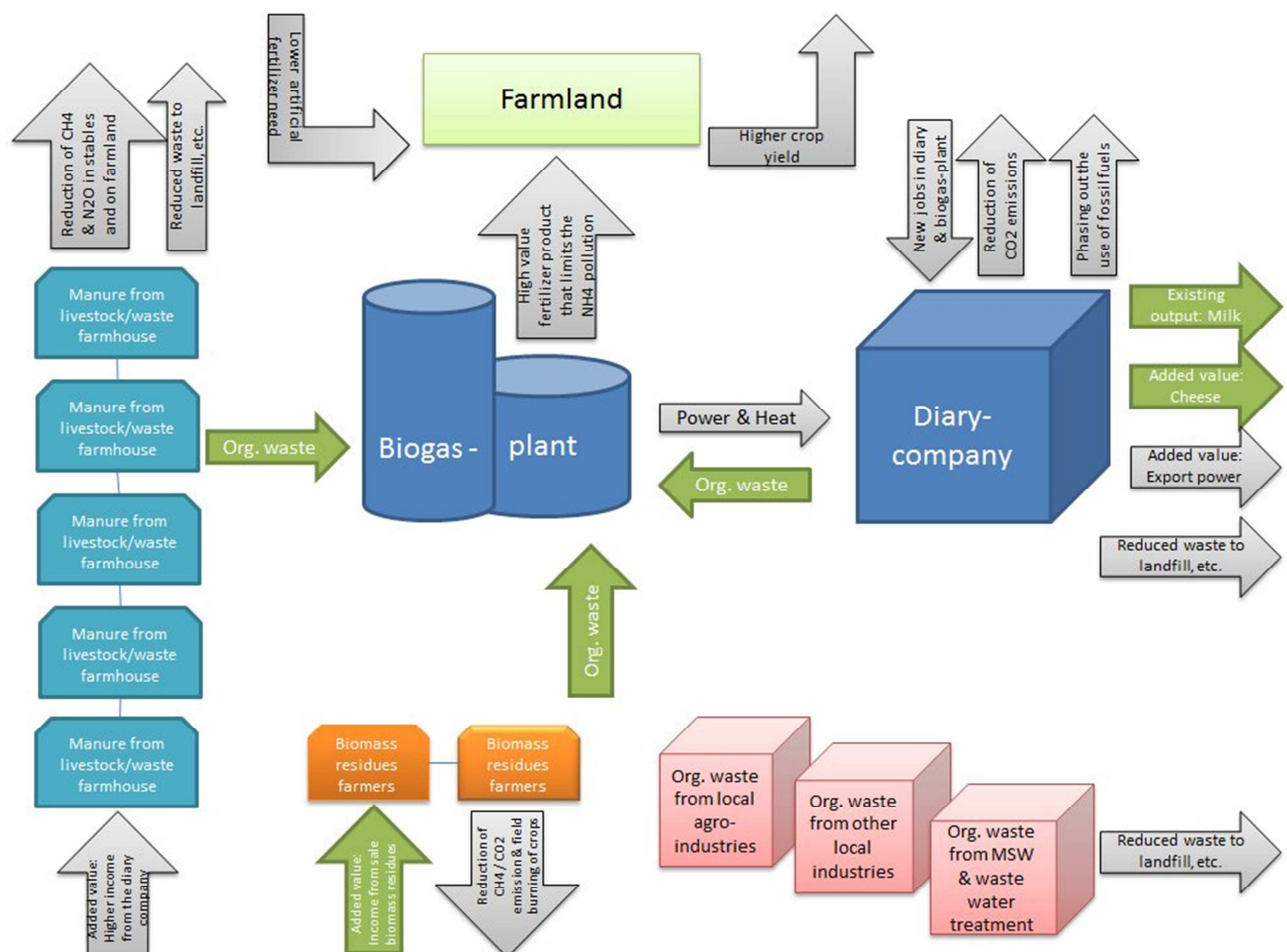 Reduction of CH4
& N2O in stables
and on farmland
Reduced waste to
landfill, etc.
Lower artificial
fertilizer need
Farmland
Higher crop
yield
New jobs in diary
& biogas-plant
Reduction of
CO2 emissions
Phasing out the
use of fossil fuels
High value
fertilizer product
that limits the
NH4 pollution
Manure from
livestock/waste
farmhouse
Manure from
livestock/waste
farmhouse
Manure from
livestock/waste
farmhouse
Manure from
livestock/waste
farmhouse
Manure from
livestock/waste
farmhouse
Org. waste
Biogas -
plant
Power & Heat
Org. waste
Diary-
company
Existing
output: Milk
Added value:
Cheese
Added value:
Export power
Reduced waste to
landfill, etc.
Org. waste
Biomass
residues
farmers
Biomass
residues
farmers
Added value:
Higher income
from the diary
company
Added value:
Income from sale
biomass residues
Reduction of
CH4 / CO2
emission & field
burning of crops
Org. waste
from local
agro-
industries
Org. waste
from other
local
industries
Org. waste
from MSW
& waste
water
treatment
Reduced waste to
landfill, etc.